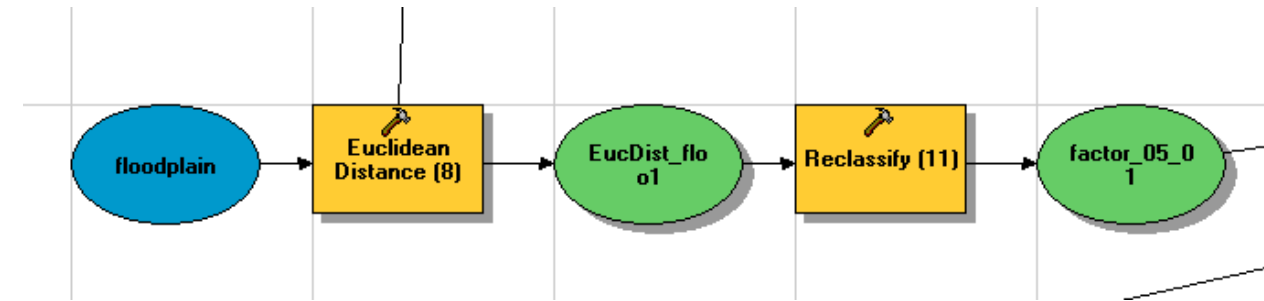 floodplain
Euclidean
Distance (8)
EucDist_flo
o1
Reclassify (11)
factor_05_0
1